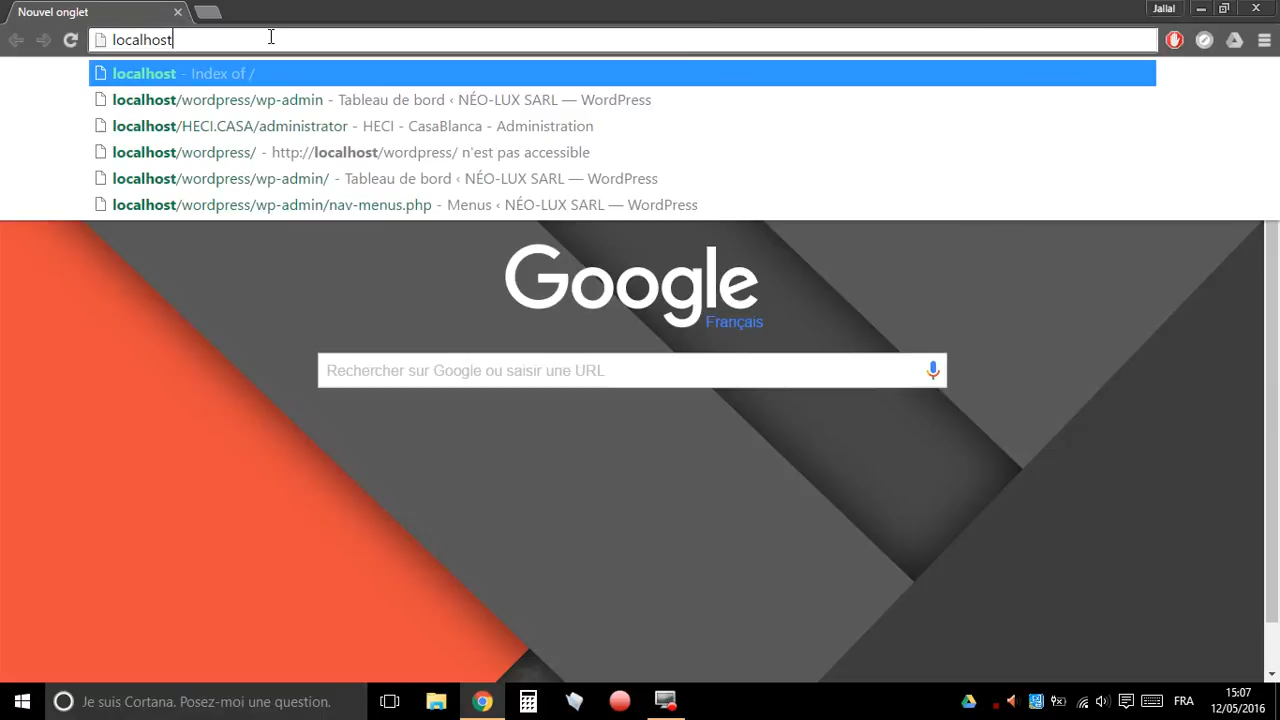 Nouvel onglet
Jallal
localhost
localhost - Index of /
localhost/wordpress/wp-admin - Tableau de bord ‹ NÉO-LUX SARL — WordPress
localhost/HECI.CASA/administrator - HECI - CasaBlanca - Administration
localhost/wordpress/ - http://localhost/wordpress/ n'est pas accessible
localhost/wordpress/wp-admin/ - Tableau de bord ‹ NÉO-LUX SARL — WordPress
localhost/wordpress/wp-admin/nav-menus.php - Menus ‹ NÉO-LUX SARL — WordPress
Google
Français
Rechercher sur Google ou saisir une URL
Je suis Cortana. Posez-moi une question.
FRA
15:07
12/05/2016